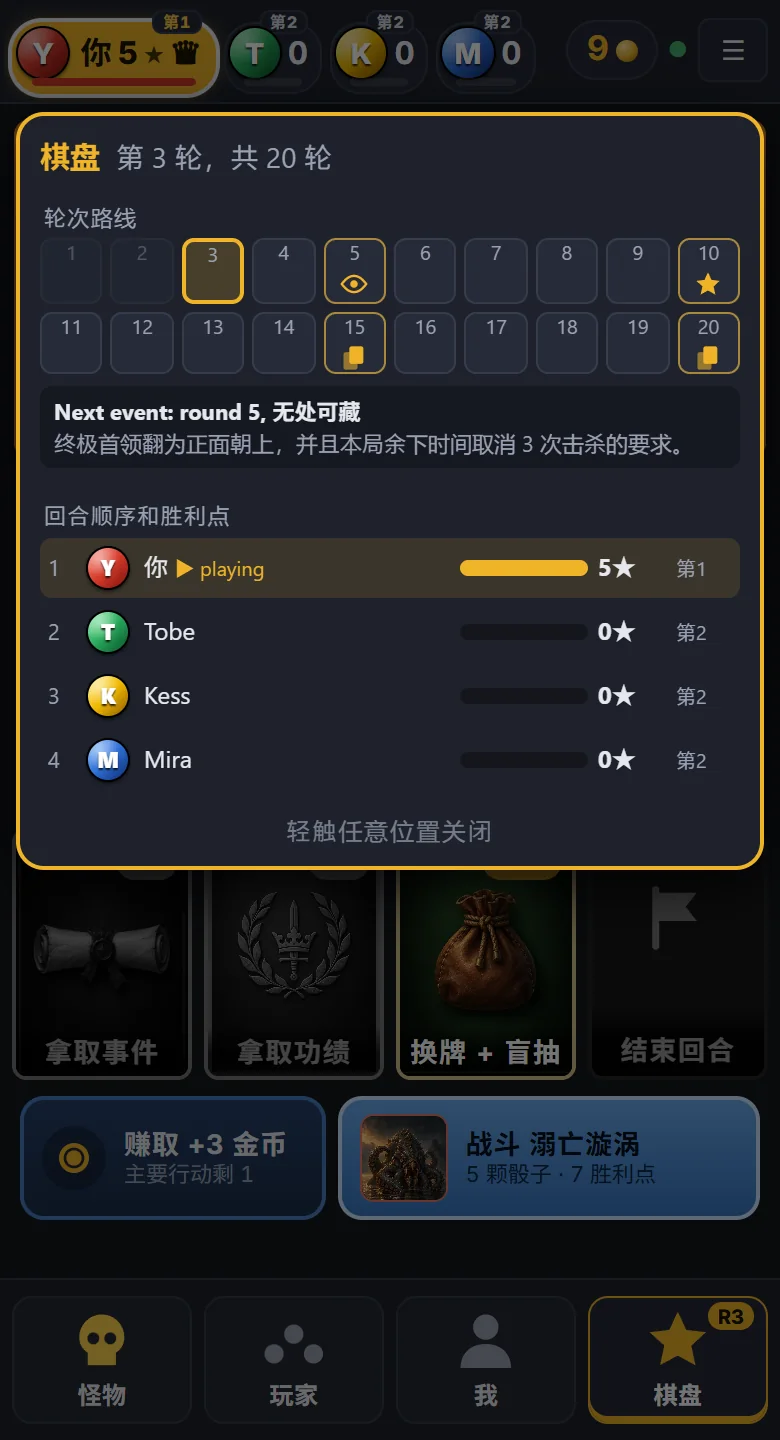 第1 第2 第2 第2
Y 你 5 ★ T 0 K 0 M 0 9 ☰
棋盘 第 3 轮，共 20 轮
轮次路线
1 2 3 4 5 6 7 8 9 10
11 12 13 14 15 16 17 18 19 20
Next event: round 5, 无处可藏
终极首领翻为正面朝上，并且本局余下时间取消 3 次击杀的要求。
回合顺序和胜利点
1 Y 你 ▶ playing 5★ 第1
2 T Tobe 0★ 第2
3 K Kess 0★ 第2
4 M Mira 0★ 第2
轻触任意位置关闭
拿取事件 拿取功绩 换牌 + 盲抽 结束回合
赚取 +3 金币
主要行动剩 1
战斗 溺亡漩涡
5 颗骰子 · 7 胜利点
R3
怪物 玩家 我 棋盘